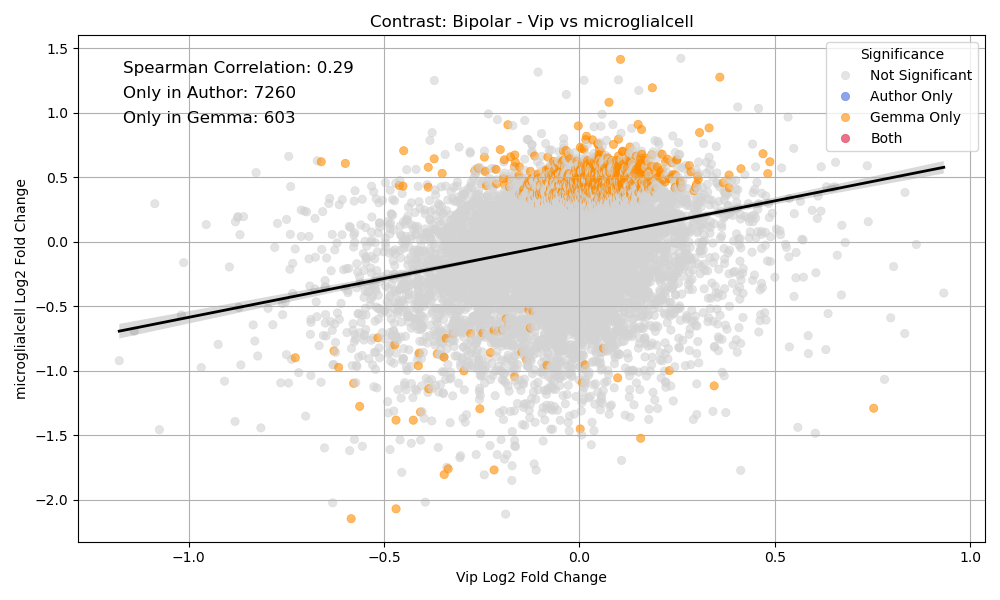 Contrast: Bipolar - Vip vs microglialcell
Spearman Correlation: 0.29
Only in Author: 7260
Only in Gemma: 603
Significance
Not Significant
Author Only
Gemma Only
Both
microglialcell Log2 Fold Change
1.5
1.0
0.5
0.0
−0.5
−1.0
−1.5
−2.0
−1.0
−0.5
0.0
0.5
1.0
Vip Log2 Fold Change